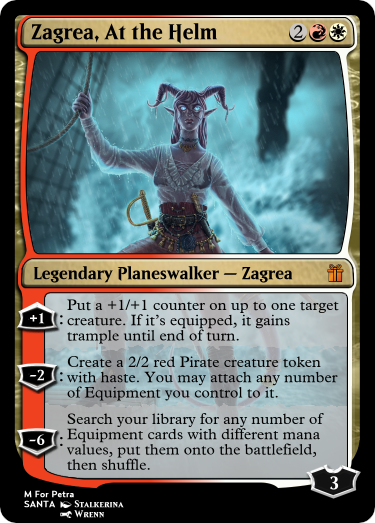 Zagrea, At the Helm 2
Legendary Planeswalker — Zagrea
+1: Put a +1/+1 counter on up to one target
creature. If it's equipped, it gains
trample until end of turn.
-2: Create a 2/2 red Pirate creature token
with haste. You may attach any number
of Equipment you control to it.
-6: Search your library for any number of
Equipment cards with different mana
values, put them onto the battlefield,
then shuffle.
3
M For Petra
SANTA Stalkerina
Wrenn